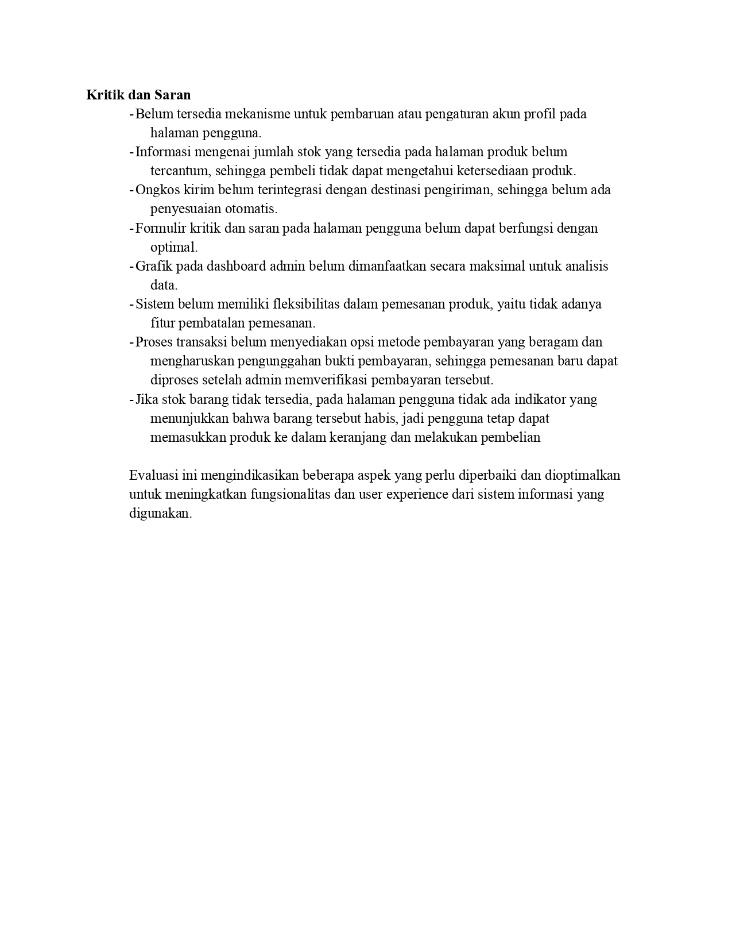 Kritik dan Saran
-Belum tersedia mekanisme untuk pembaruan atau pengaturan akun profil pada
halaman pengguna.
-Informasi mengenai jumlah stok yang tersedia pada halaman produk belum
tercantum, sehingga pembeli tidak dapat mengetahui ketersediaan produk.
-Ongkos kirim belum terintegrasi dengan destinasi pengiriman, sehingga belum ada
penyesuaian otomatis.
-Formulir kritik dan saran pada halaman pengguna belum dapat berfungsi dengan
optimal.
-Grafik pada dashboard admin belum dimanfaatkan secara maksimal untuk analisis
data.
-Sistem belum memiliki fleksibilitas dalam pemesanan produk, yaitu tidak adanya
fitur pembatalan pemesanan.
-Proses transaksi belum menyediakan opsi metode pembayaran yang beragam dan
mengharuskan pengunggahan bukti pembayaran, sehingga pemesanan baru dapat
diproses setelah admin memverifikasi pembayaran tersebut.
-Jika stok barang tidak tersedia, pada halaman pengguna tidak ada indikator yang
menunjukkan bahwa barang tersebut habis, jadi pengguna tetap dapat
memasukkan produk ke dalam keranjang dan melakukan pembelian
Evaluasi ini mengindikasikan beberapa aspek yang perlu diperbaiki dan dioptimalkan
untuk meningkatkan fungsionalitas dan user experience dari sistem informasi yang
digunakan.